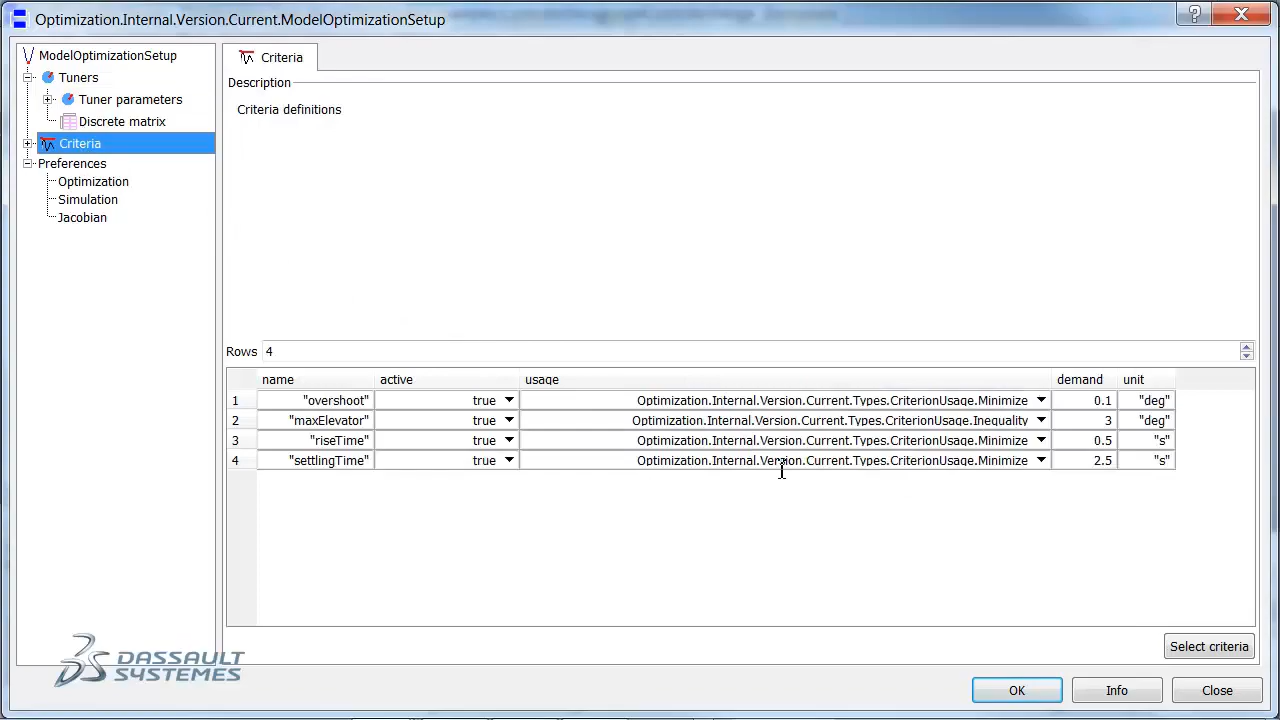 Optimization.Internal.Version.Current.ModelOptimizationSetup
?
ModelOptimizationSetup
Tuners
Tuner parameters
Discrete matrix
Criteria
Preferences
Optimization
Simulation
Jacobian
Criteria
Description
Criteria definitions
Rows 4
name active usage demand unit
1 "overshoot" true Optimization.Internal.Version.Current.Types.CriterionUsage.Minimize 0.1 "deg"
2 "maxElevator" true Optimization.Internal.Version.Current.Types.CriterionUsage.Inequality 3 "deg"
3 "riseTime" true Optimization.Internal.Version.Current.Types.CriterionUsage.Minimize 0.5 "s"
4 "settlingTime" true Optimization.Internal.Version.Current.Types.CriterionUsage.Minimize 2.5 "s"
Select criteria
DASSAULT
SYSTEMES
OK Info Close